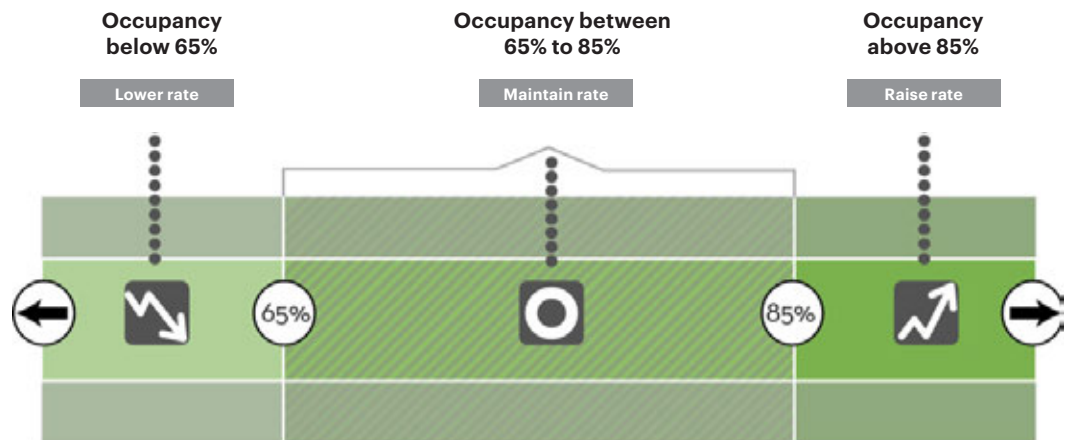 Occupancy
below 65%
Lower rate
Occupancy between
65% to 85%
Maintain rate
Occupancy
above 85%
Raise rate
65%
85%